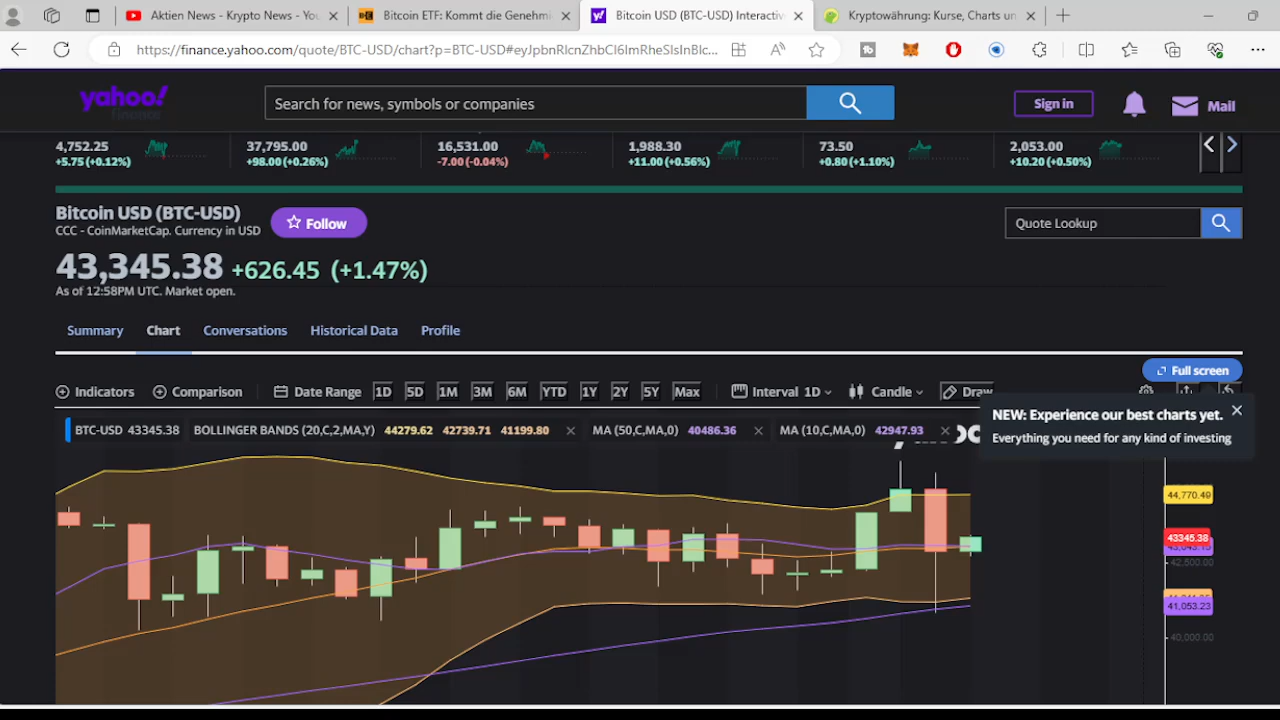 Aktien News - Krypto News - You
Bitcoin ETF: Kommt die Genehmi
Bitcoin USD (BTC-USD) Interactiv
Kryptowährung: Kurse, Charts un
https://finance.yahoo.com/quote/BTC-USD/chart?p=BTC-USD#eyJpbnRlcnZhbCI6ImRheSIsInBlc...
yahoo!
finance
Search for news, symbols or companies
Sign in
Mail
4,752.25 37,795.00 16,531.00 1,988.30 73.50 2,053.00
+5.75 (+0.12%) +98.00 (+0.26%) -7.00 (-0.04%) +11.00 (+0.56%) +0.80 (+1.10%) +10.20 (+0.50%)
Bitcoin USD (BTC-USD)
Follow
Quote Lookup
CCC - CoinMarketCap. Currency in USD
43,345.38 +626.45 (+1.47%)
As of 12:58PM UTC. Market open.
Summary Chart Conversations Historical Data Profile
Full screen
Indicators Comparison Date Range 1D 5D 1M 3M 6M YTD 1Y 2Y 5Y Max Interval 1D Candle Draw
NEW: Experience our best charts yet.
Everything you need for any kind of investing
BTC-USD 43345.38 BOLLINGER BANDS (20,C,2,MA,Y) 44279.62 42739.71 41199.80 MA (50,C,MA,0) 40486.36 MA (10,C,MA,0) 42947.93
44,770.49
43345.38
42,500.00
41,053.23
40,000.00